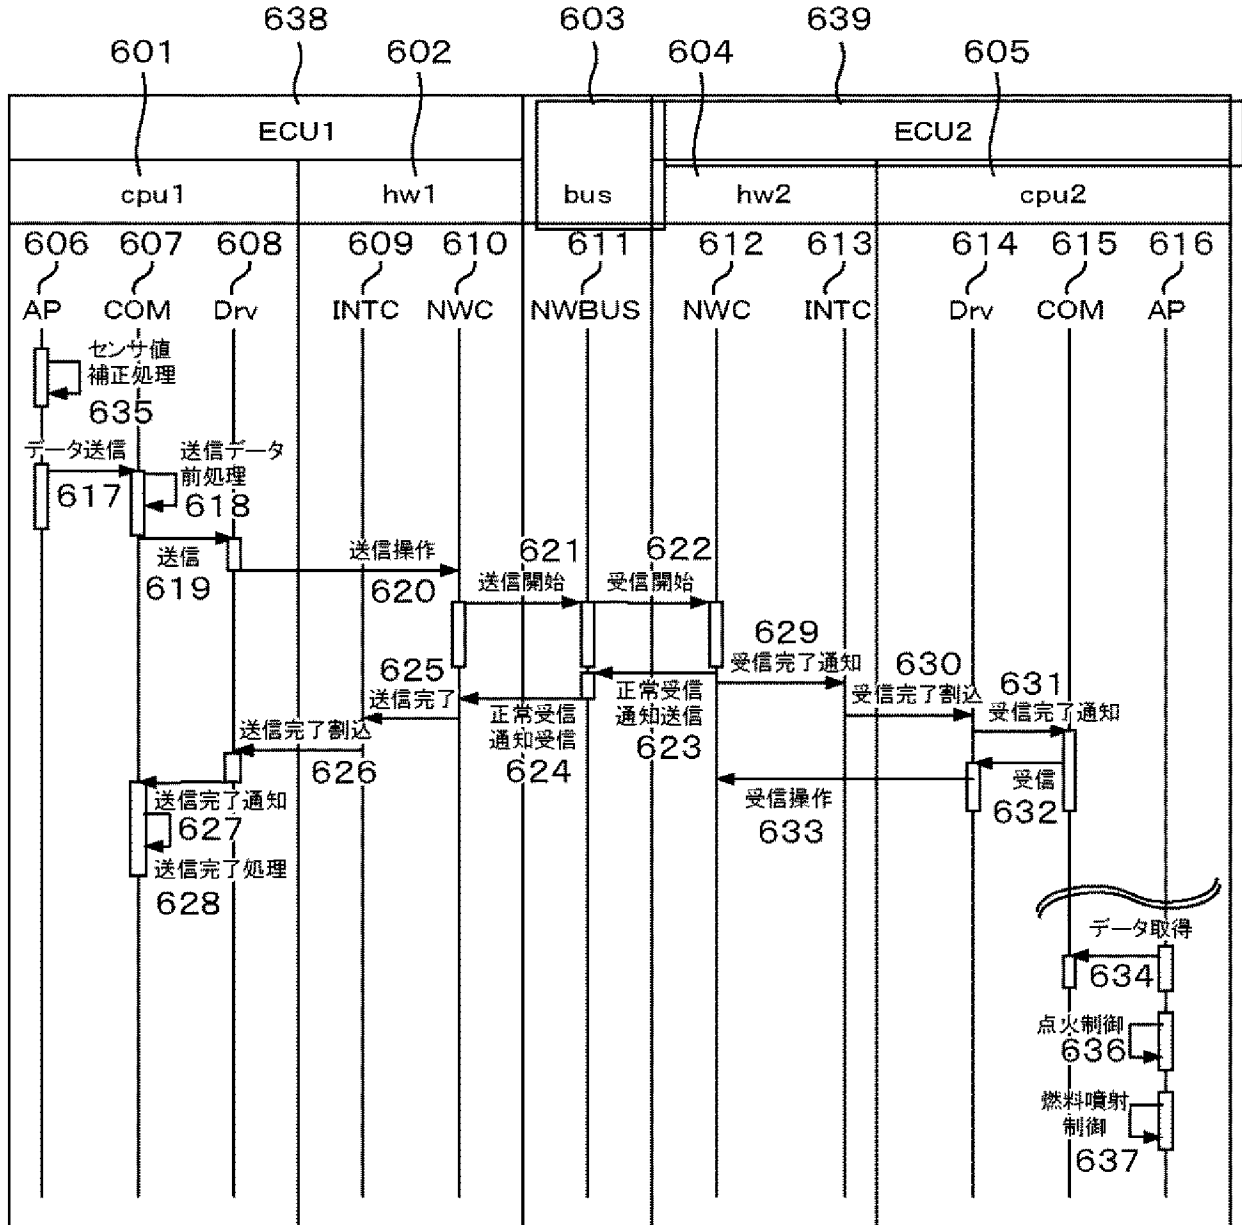 638 603 639
601 602 604 605
ECU1 ECU2
cpu1 hw1 bus hw2 cpu2
606 607 608 609 610 611 612 613 614 615 616
AP COM Drv INTC NWC NWBUS NWC INTC Drv COM AP
センサ値
補正処理
635
データ送信 送信データ
前処理
617 618
送信 送信操作 621 622
619 620 送信開始 受信開始
629
625 受信完了通知 630
送信完了 正常受信 受信完了割込 631
送信完了割込 正常受信 通知送信 受信完了通知
626 通知受信 623
624 受信
送信完了通知 受信操作 632
627 633
送信完了処理
628
データ取得
634
点火制御
636
燃料噴射
制御
637